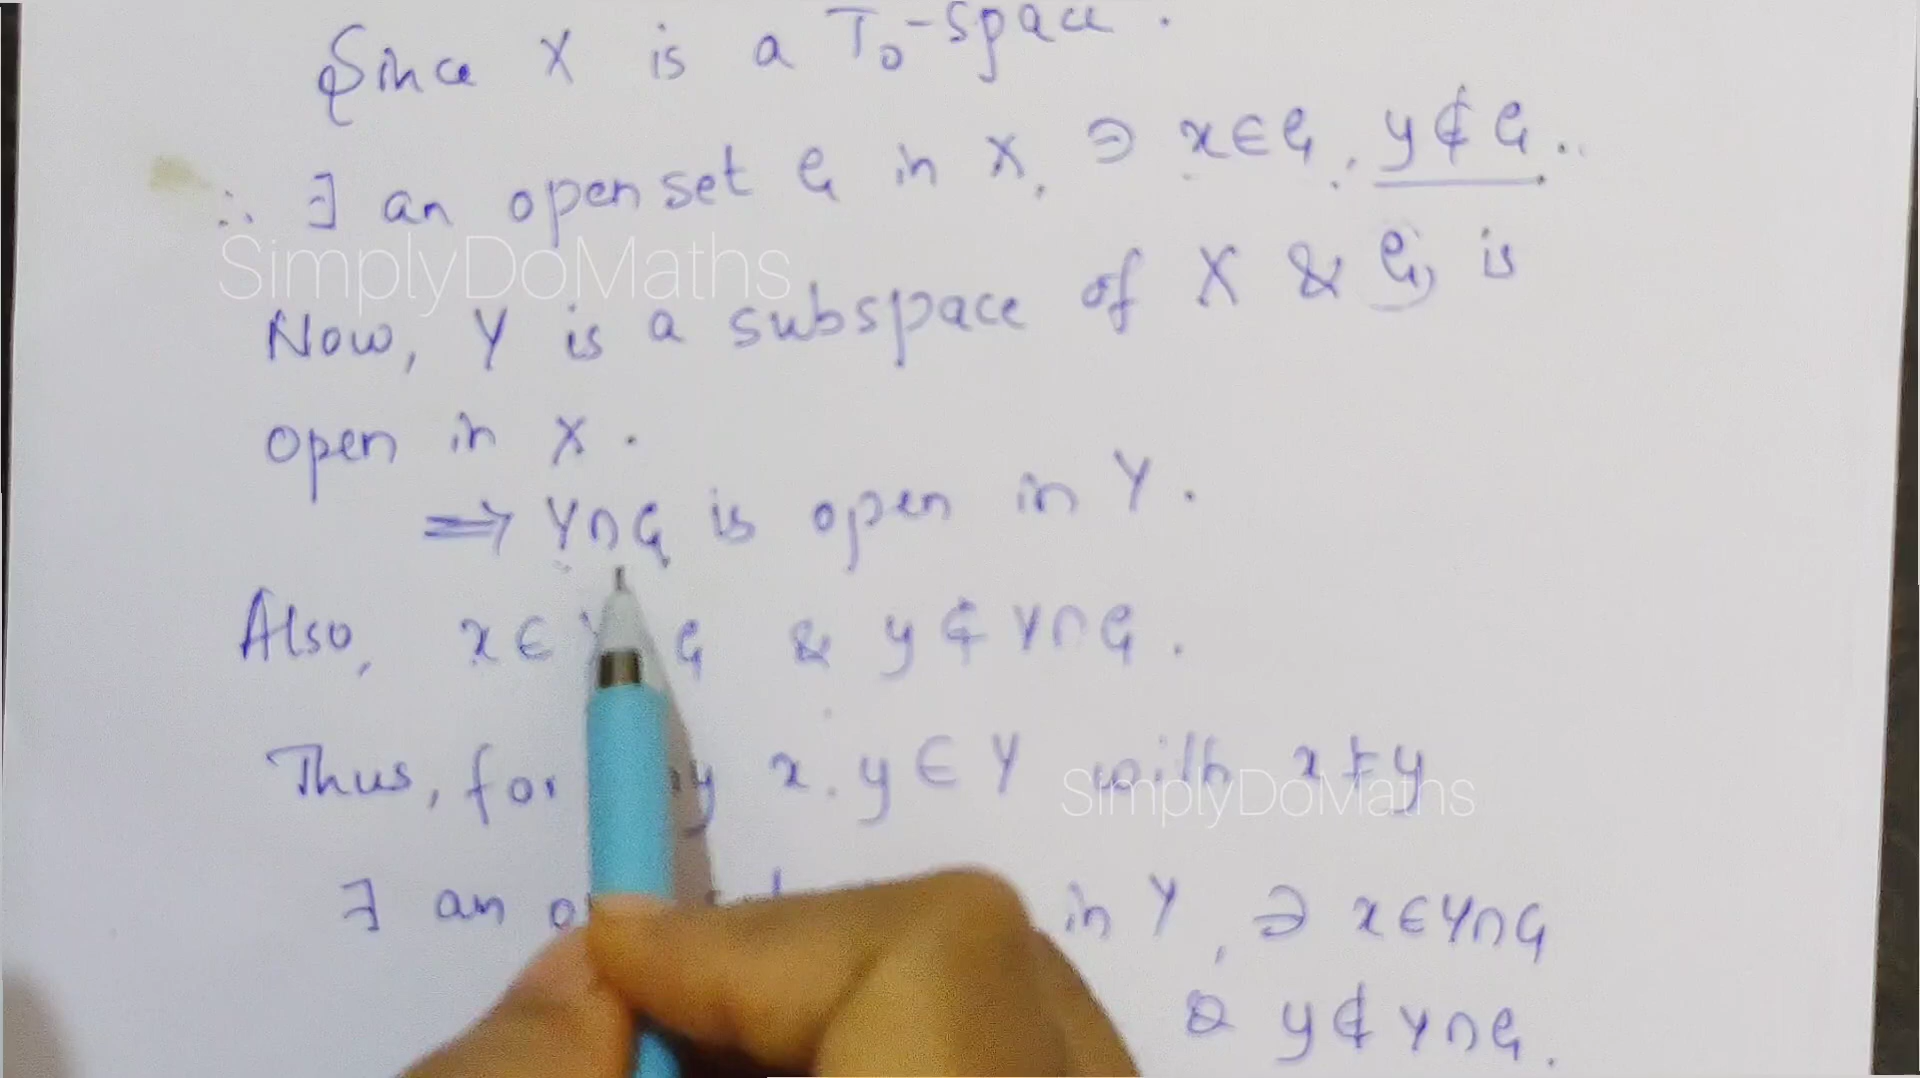 Since X is a T₀-space.
∴ ∃ an open set G in X, ∋ x∈G, y∉G.
SimplyDoMaths
Now, Y is a subspace of X & G, is
open in X.
⇒ Y∩G is open in Y.
Also, x∈ G & y∉Y∩G.
Thus, for x, y∈Y with x≠y
SimplyDoMaths
∃ an in Y, ∋ x∈Y∩G
& y∉Y∩G.